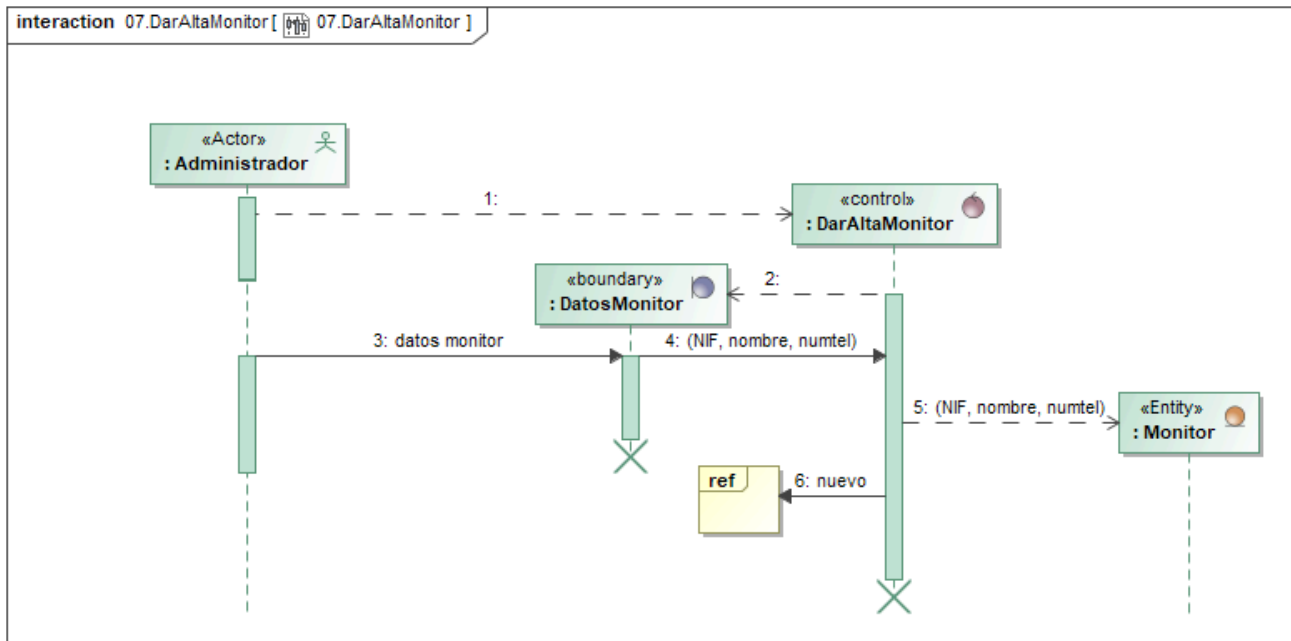 interaction 07.DarAltaMonitor [ 07.DarAltaMonitor ]
«Actor»
: Administrador
1:
«control»
: DarAltaMonitor
«boundary»
: DatosMonitor
2:
3: datos monitor
4: (NIF, nombre, numtel)
5: (NIF, nombre, numtel)
«Entity»
: Monitor
ref
6: nuevo